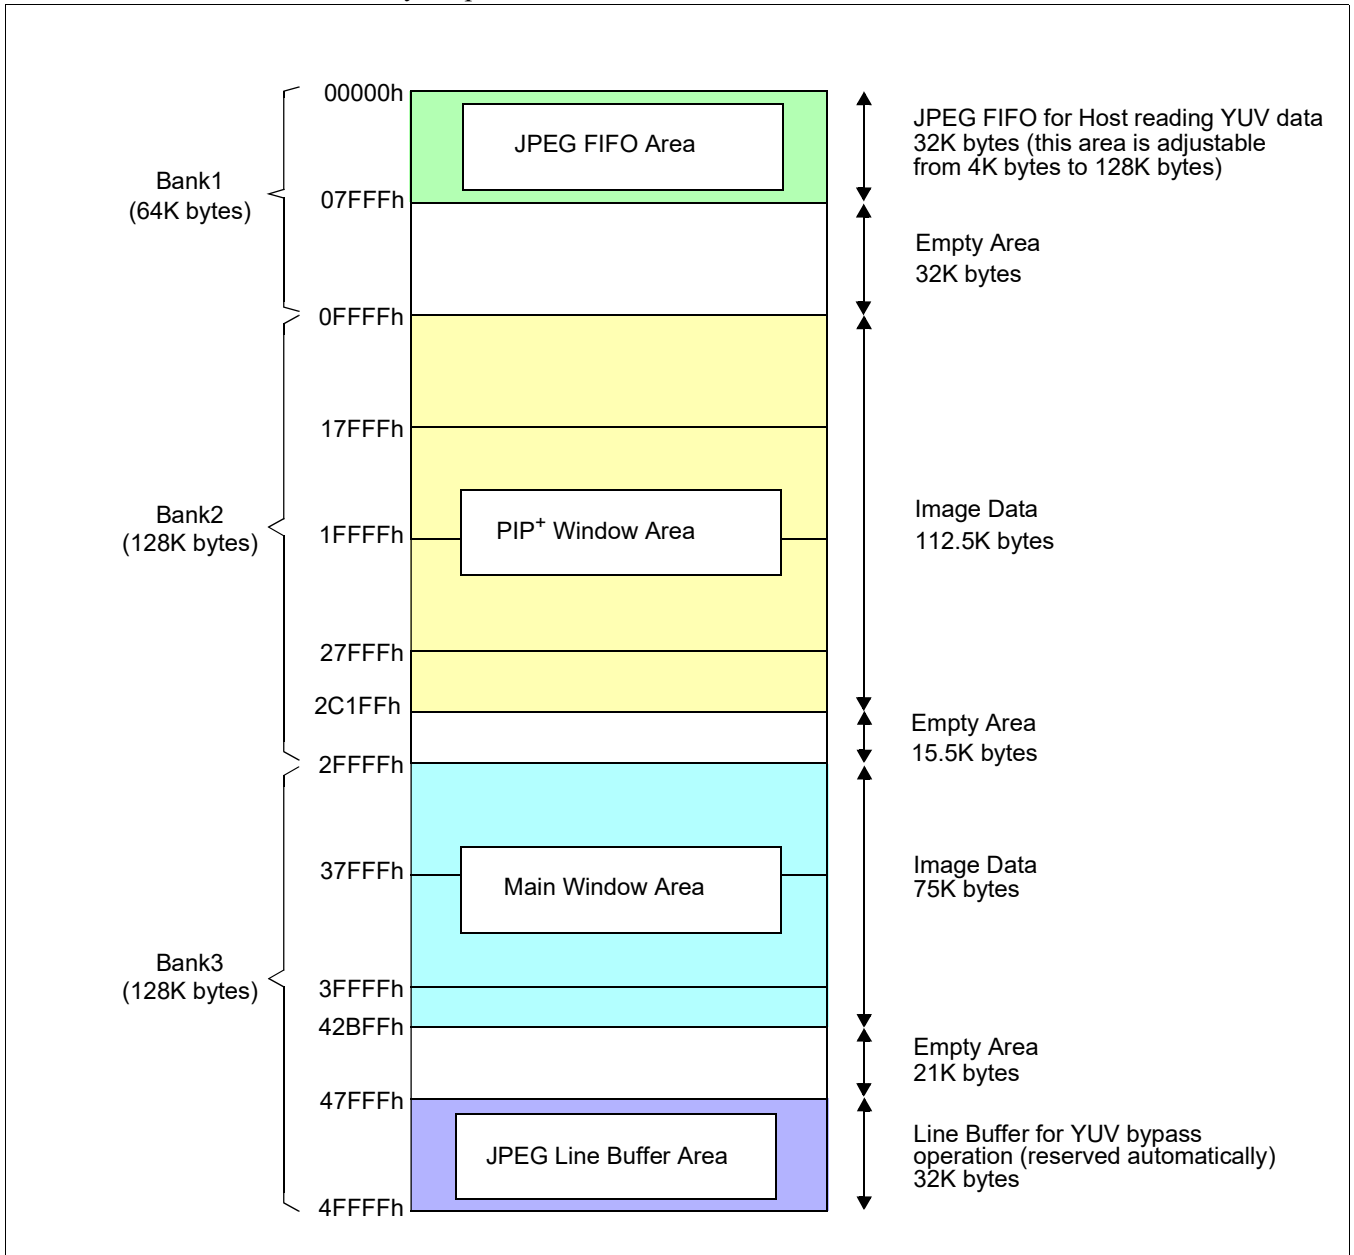 00000h
JPEG FIFO Area
JPEG FIFO for Host reading YUV data
32K bytes (this area is adjustable
from 4K bytes to 128K bytes)
Bank1
(64K bytes)
07FFFh
Empty Area
32K bytes
0FFFFh
17FFFh
Bank2
(128K bytes)
1FFFFh
PIP+ Window Area
Image Data
112.5K bytes
27FFFh
2C1FFh
Empty Area
15.5K bytes
2FFFFh
37FFFh
Main Window Area
Image Data
75K bytes
Bank3
(128K bytes)
3FFFFh
42BFFh
Empty Area
21K bytes
47FFFh
JPEG Line Buffer Area
Line Buffer for YUV bypass
operation (reserved automatically)
32K bytes
4FFFFh